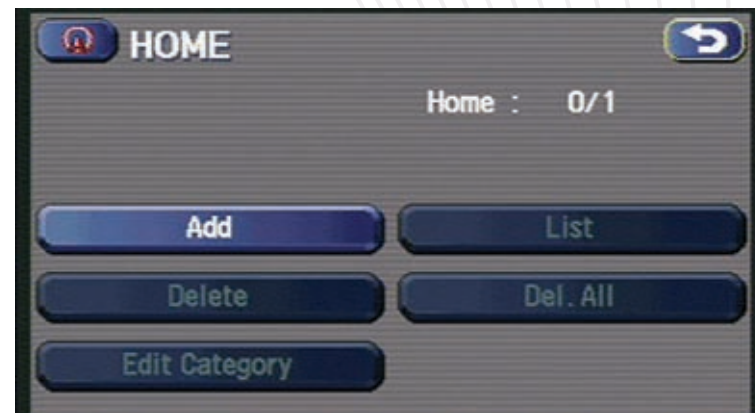 HOME
Home : 0/1
Add List
Delete Del. All
Edit Category